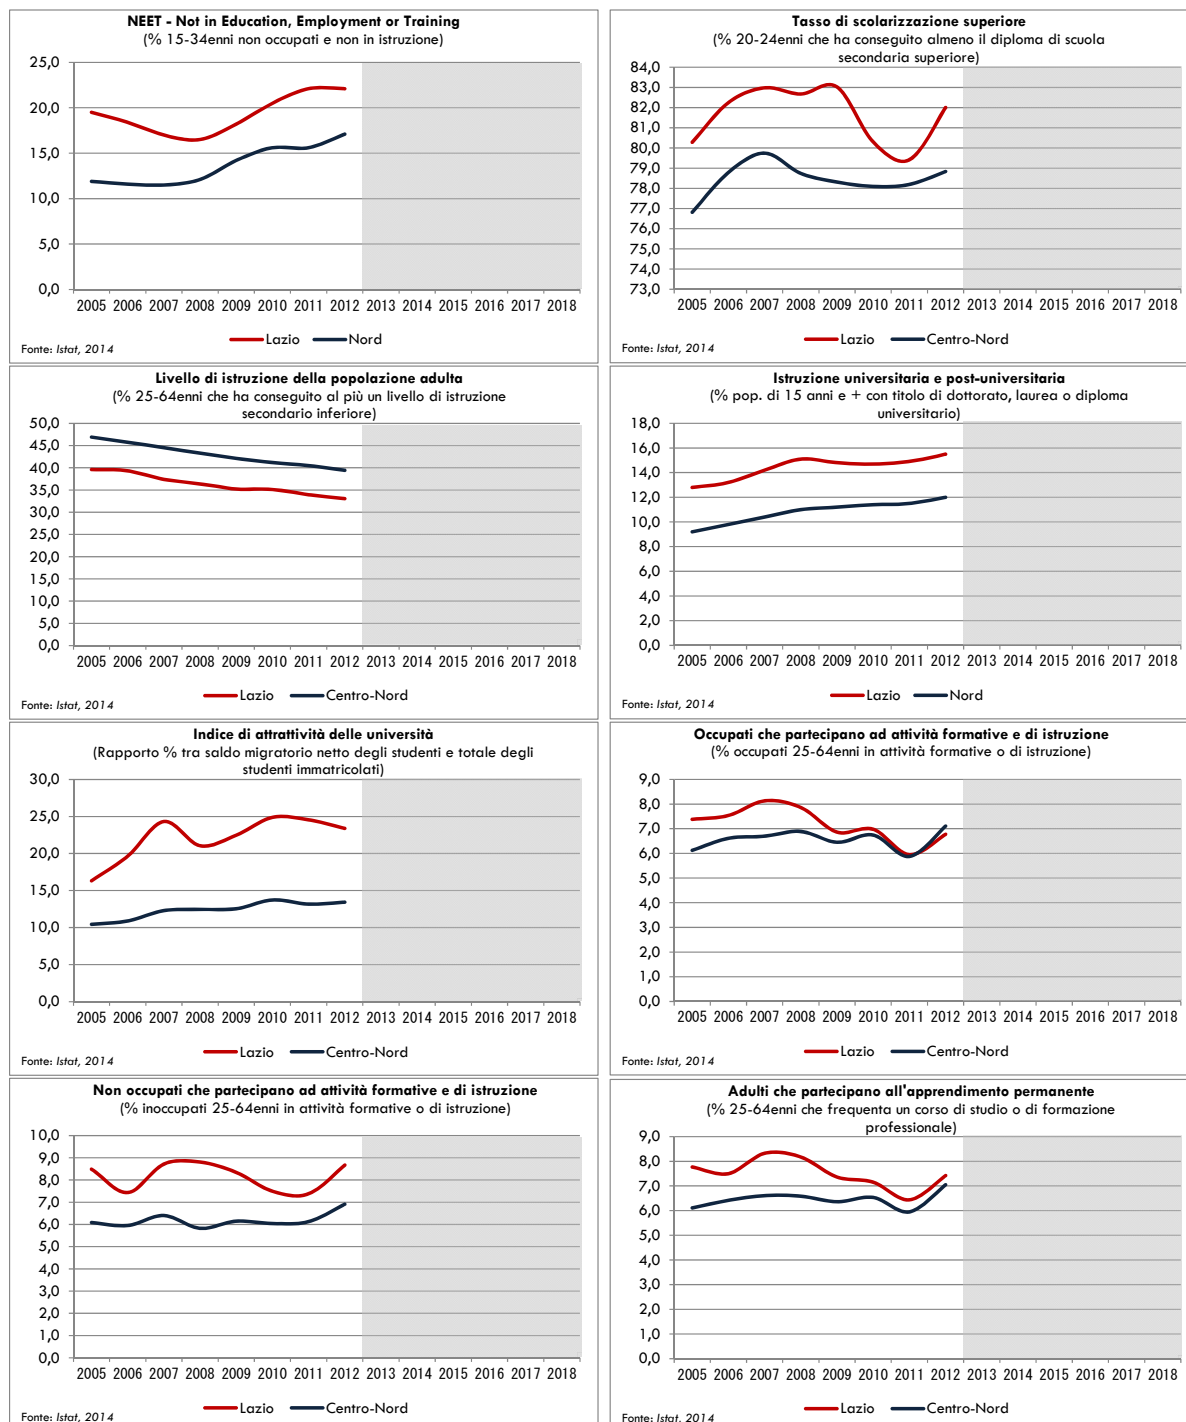 NEET - Not in Education, Employment or Training
(% 15-34enni non occupati e non in istruzione)
25,0
20,0
15,0
10,0
5,0
0,0
2005 2006 2007 2008 2009 2010 2011 2012 2013 2014 2015 2016 2017 2018
Lazio Nord
Fonte: Istat, 2014
Tasso di scolarizzazione superiore
(% 20-24enni che ha conseguito almeno il diploma di scuola
secondaria superiore)
84,0
83,0
82,0
81,0
80,0
79,0
78,0
77,0
76,0
75,0
74,0
73,0
2005 2006 2007 2008 2009 2010 2011 2012 2013 2014 2015 2016 2017 2018
Lazio Centro-Nord
Fonte: Istat, 2014
Livello di istruzione della popolazione adulta
(% 25-64enni che ha conseguito al più un livello di istruzione
secondario inferiore)
50,0
45,0
40,0
35,0
30,0
25,0
20,0
15,0
10,0
5,0
0,0
2005 2006 2007 2008 2009 2010 2011 2012 2013 2014 2015 2016 2017 2018
Lazio Centro-Nord
Fonte: Istat, 2014
Istruzione universitaria e post-universitaria
(% pop. di 15 anni e + con titolo di dottorato, laurea o diploma
universitario)
18,0
16,0
14,0
12,0
10,0
8,0
6,0
4,0
2,0
0,0
2005 2006 2007 2008 2009 2010 2011 2012 2013 2014 2015 2016 2017 2018
Lazio Nord
Fonte: Istat, 2014
Indice di attrattività delle università
(Rapporto % tra saldo migratorio netto degli studenti e totale degli
studenti immatricolati)
30,0
25,0
20,0
15,0
10,0
5,0
0,0
2005 2006 2007 2008 2009 2010 2011 2012 2013 2014 2015 2016 2017 2018
Lazio Centro-Nord
Fonte: Istat, 2014
Occupati che partecipano ad attività formative e di istruzione
(% occupati 25-64enni in attività formative o di istruzione)
9,0
8,0
7,0
6,0
5,0
4,0
3,0
2,0
1,0
0,0
2005 2006 2007 2008 2009 2010 2011 2012 2013 2014 2015 2016 2017 2018
Lazio Centro-Nord
Fonte: Istat, 2014
Non occupati che partecipano ad attività formative e di istruzione
(% inoccupati 25-64enni in attività formative o di istruzione)
10,0
9,0
8,0
7,0
6,0
5,0
4,0
3,0
2,0
1,0
0,0
2005 2006 2007 2008 2009 2010 2011 2012 2013 2014 2015 2016 2017 2018
Lazio Centro-Nord
Fonte: Istat, 2014
Adulti che partecipano all'apprendimento permanente
(% 25-64enni che frequenta un corso di studio o di formazione
professionale)
9,0
8,0
7,0
6,0
5,0
4,0
3,0
2,0
1,0
0,0
2005 2006 2007 2008 2009 2010 2011 2012 2013 2014 2015 2016 2017 2018
Lazio Centro-Nord
Fonte: Istat, 2014